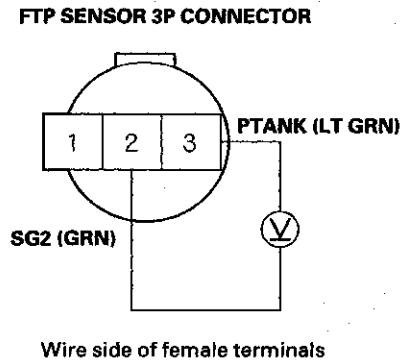 FTP SENSOR 3P CONNECTOR
1 2 3
PTANK (LT GRN)
V
SG2 (GRN)
Wire side of female terminals